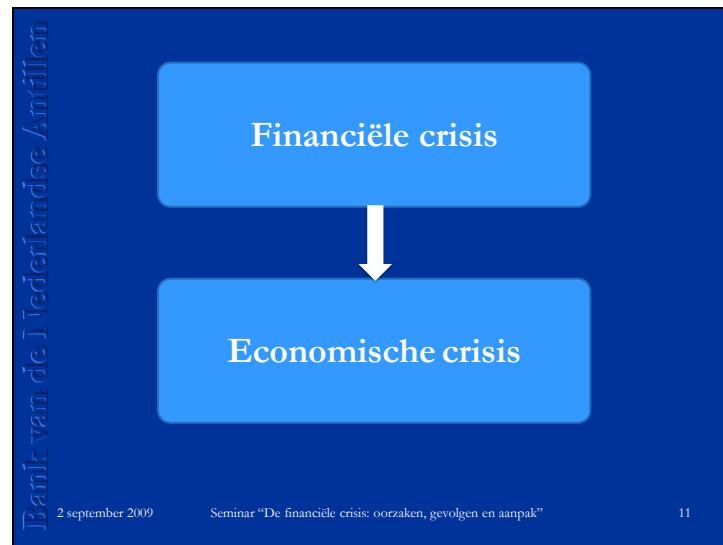 Bank van de Nederlandse Antillen
Financiële crisis
Economische crisis
2 september 2009
Seminar “De financiële crisis: oorzaken, gevolgen en aanpak”
11